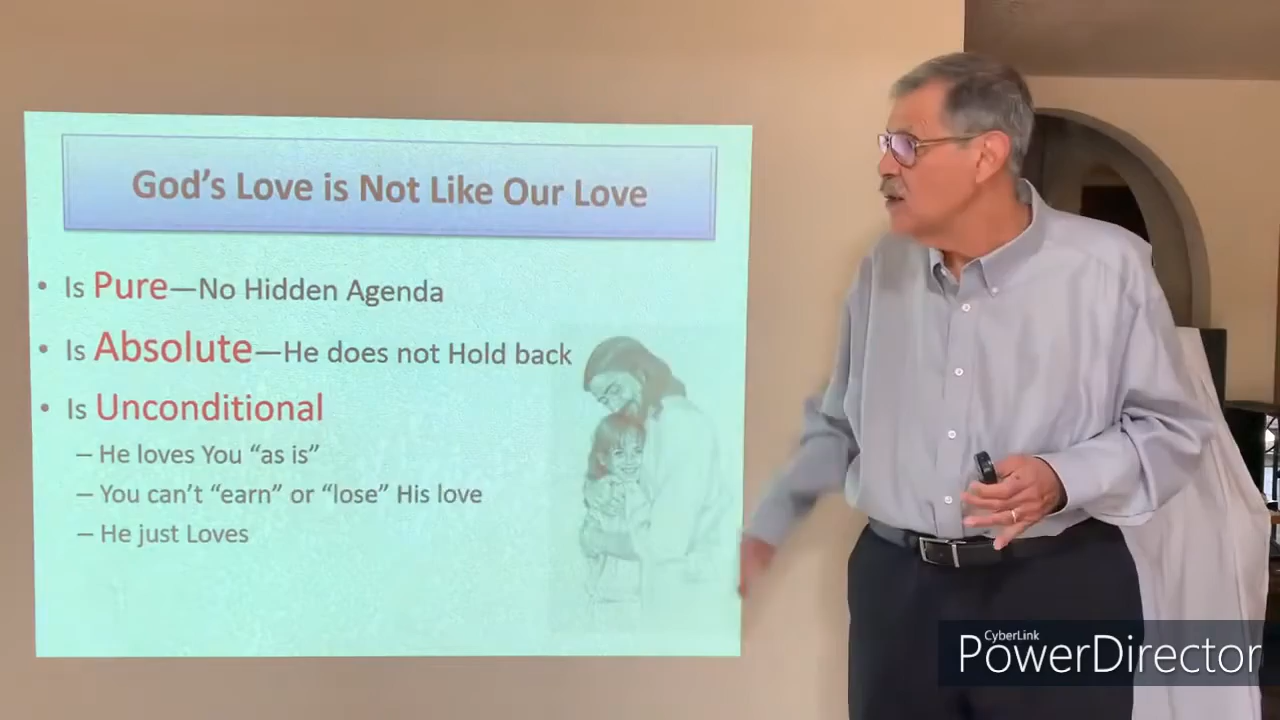 God's Love is Not Like Our Love
• Is Pure—No Hidden Agenda
• Is Absolute—He does not Hold back
• Is Unconditional
– He loves You “as is”
– You can't “earn” or “lose” His love
– He just Loves
CyberLink
PowerDirector